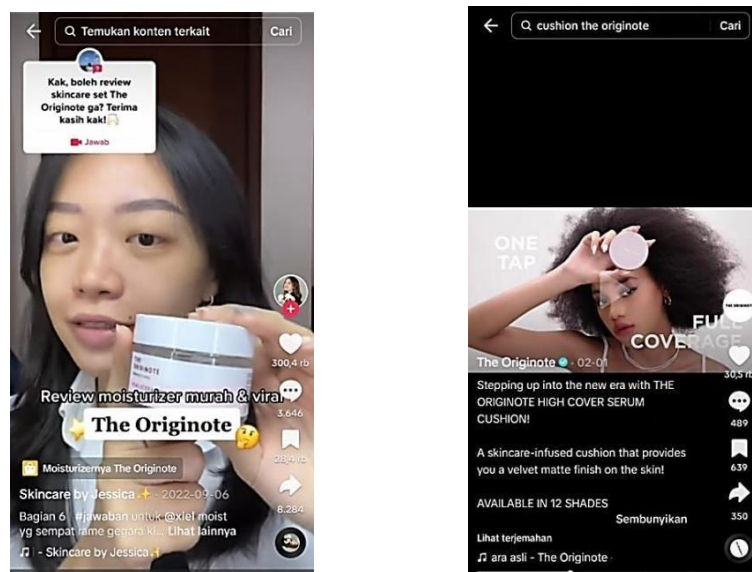 Temukan konten terkait
Cari
Kak, boleh review
skincare set The
Originote ga? Terima
kasih kak!
Jawab
THE
ORIGINOTE
300,4 rb
Review moisturizer murah & viral
3.646
The Originote
28,4 rb
Moisturizernya The Originote
Skincare by Jessica · 2022-09-06
8.284
Bagian 6 #jawaban untuk @xiel moist
yg sempat rame gegara ki... Lihat lainnya
- Skincare by Jessica
cushion the originote
Cari
ONE
TAP
THE ORIGINOTE
FULL
COVERAGE
The Originote · 02-01
30,5 rb
Stepping up into the new era with THE
ORIGINOTE HIGH COVER SERUM
CUSHION!
489
A skincare-infused cushion that provides
you a velvet matte finish on the skin!
639
AVAILABLE IN 12 SHADES
350
Sembunyikan
Lihat terjemahan
ara asli - The Originote